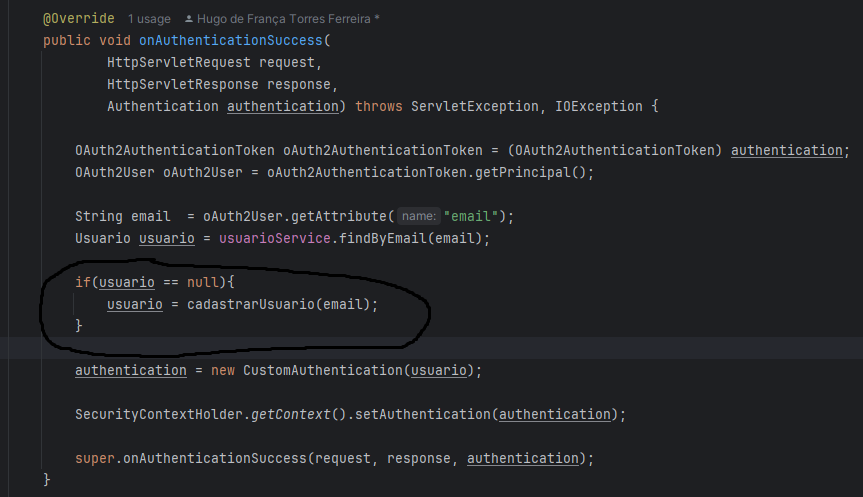 @Override 1 usage Hugo de França Torres Ferreira *
public void onAuthenticationSuccess(
HttpServletRequest request,
HttpServletResponse response,
Authentication authentication) throws ServletException, IOException {
OAuth2AuthenticationToken oAuth2AuthenticationToken = (OAuth2AuthenticationToken) authentication;
OAuth2User oAuth2User = oAuth2AuthenticationToken.getPrincipal();
String email = oAuth2User.getAttribute( name: "email");
Usuario usuario = usuarioService.findByEmail(email);
if(usuario == null){
usuario = cadastrarUsuario(email);
}
authentication = new CustomAuthentication(usuario);
SecurityContextHolder.getContext().setAuthentication(authentication);
super.onAuthenticationSuccess(request, response, authentication);
}